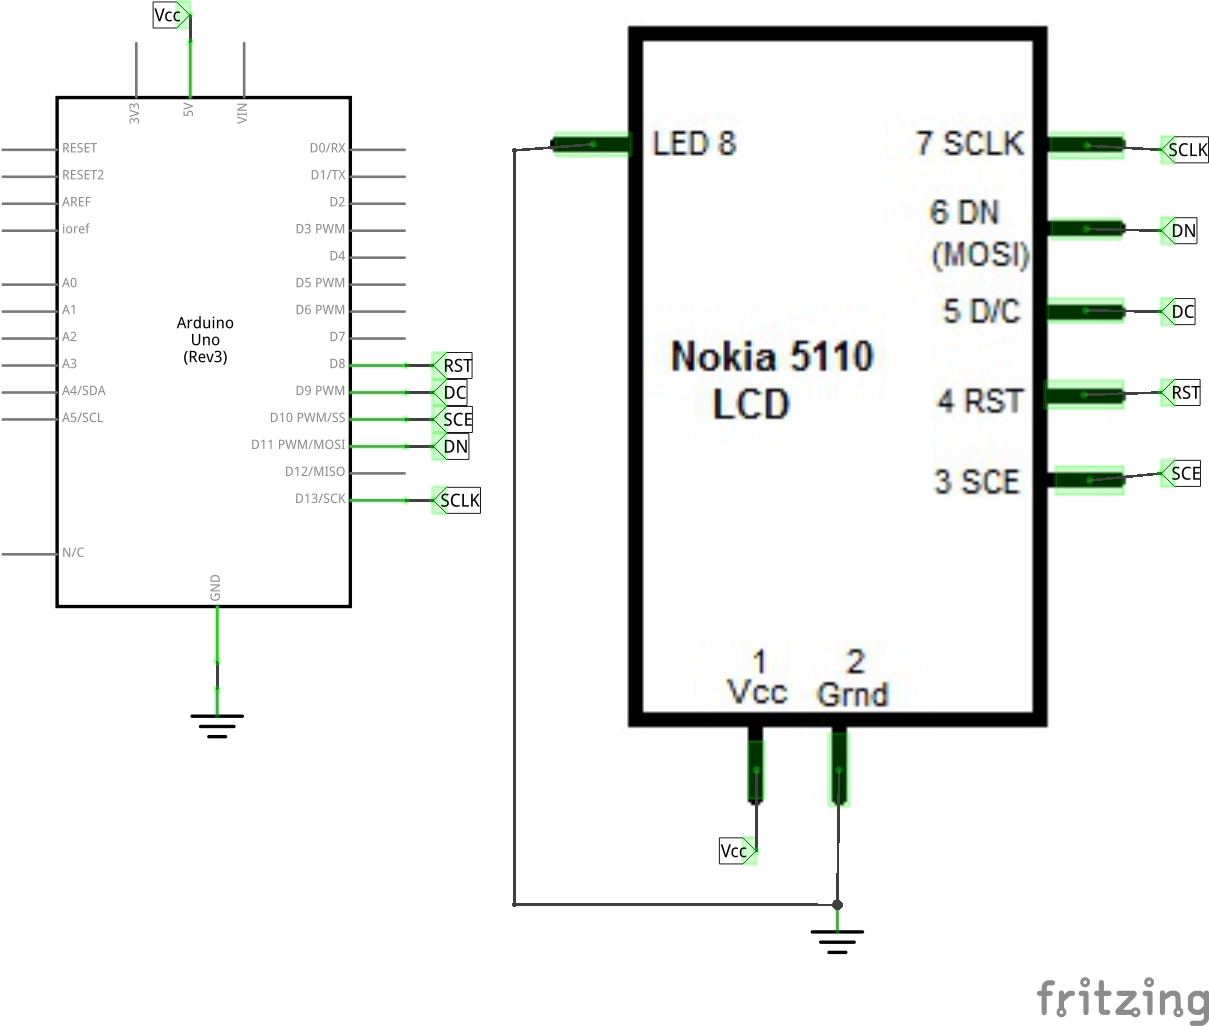 Vcc
3V3
5V
VIN
RESET
RESET2
AREF
ioref
A0
A1
A2
A3
A4/SDA
A5/SCL
N/C
Arduino
Uno
(Rev3)
D0/RX
D1/TX
D2
D3 PWM
D4
D5 PWM
D6 PWM
D7
D8
D9 PWM
D10 PWM/SS
D11 PWM/MOSI
D12/MISO
D13/SCK
RST
DC
SCE
DN
SCLK
GND
LED 8
7 SCLK
6 DN
(MOSI)
5 D/C
4 RST
3 SCE
Nokia 5110
LCD
1
Vcc
2
Grnd
SCLK
DN
DC
RST
SCE
Vcc
fritzing